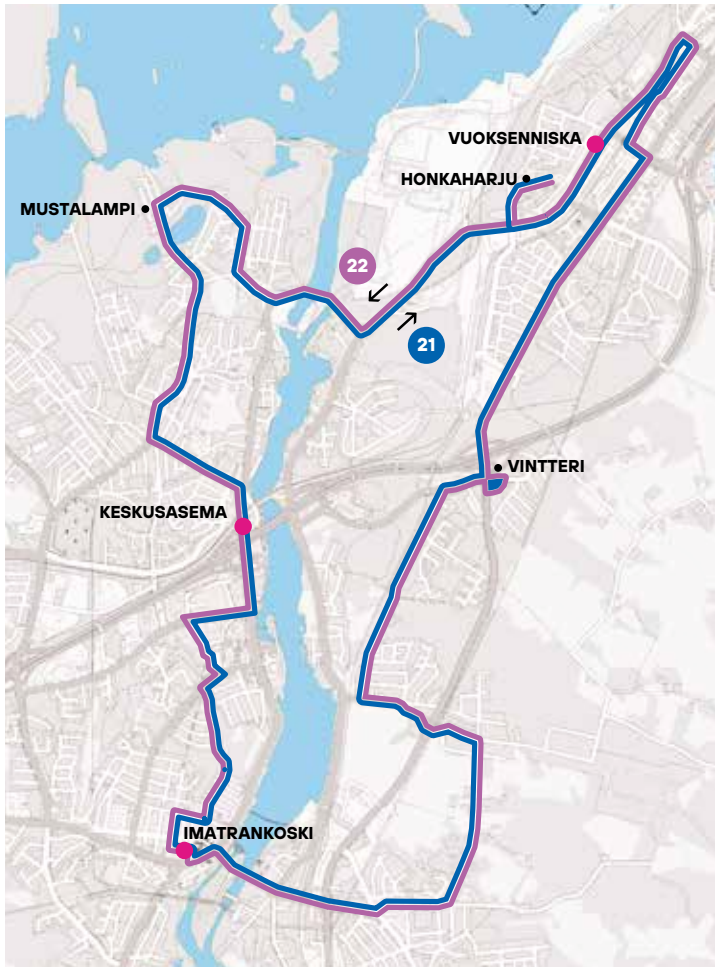 VUOKSENNISKA
HONKAHARJU
MUSTALAMPI
22
21
VINTTERI
KESKUSASEMA
IMATRANKOSKI